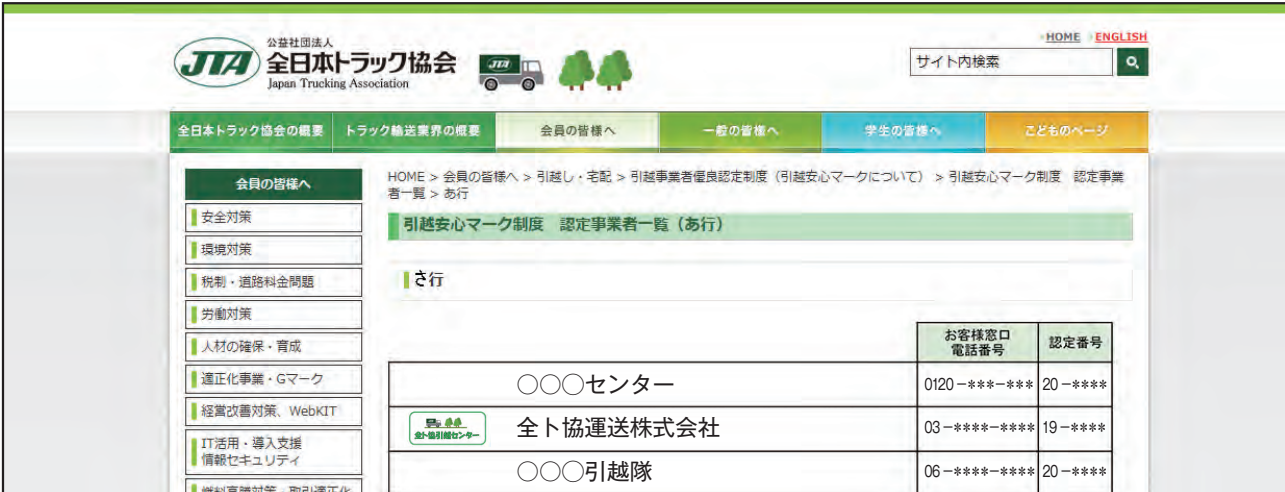 公益社団法人
JTA 全日本トラック協会
Japan Trucking Association
JTA
HOME ENGLISH
サイト内検索
全日本トラック協会の概要 トラック輸送業界の概要 会員の皆様へ 一般の皆様へ 学生の皆様へ こどものページ
会員の皆様へ
安全対策
環境対策
税制・道路料金問題
労働対策
人材の確保・育成
適正化事業・Gマーク
経営改善対策、WebKIT
IT活用・導入支援
情報セキュリティ
燃料高騰対策・取引適正化
HOME > 会員の皆様へ > 引越し・宅配 > 引越事業者優良認定制度（引越安心マークについて） > 引越安心マーク制度 認定事業
者一覧 > あ行
引越安心マーク制度 認定事業者一覧（あ行）
さ行
お客様窓口
電話番号
認定番号
○○○センター 0120－***－*** 20－****
全ト協引越センター 全ト協運送株式会社 03－****－**** 19－****
○○○引越隊 06－****－**** 20－****